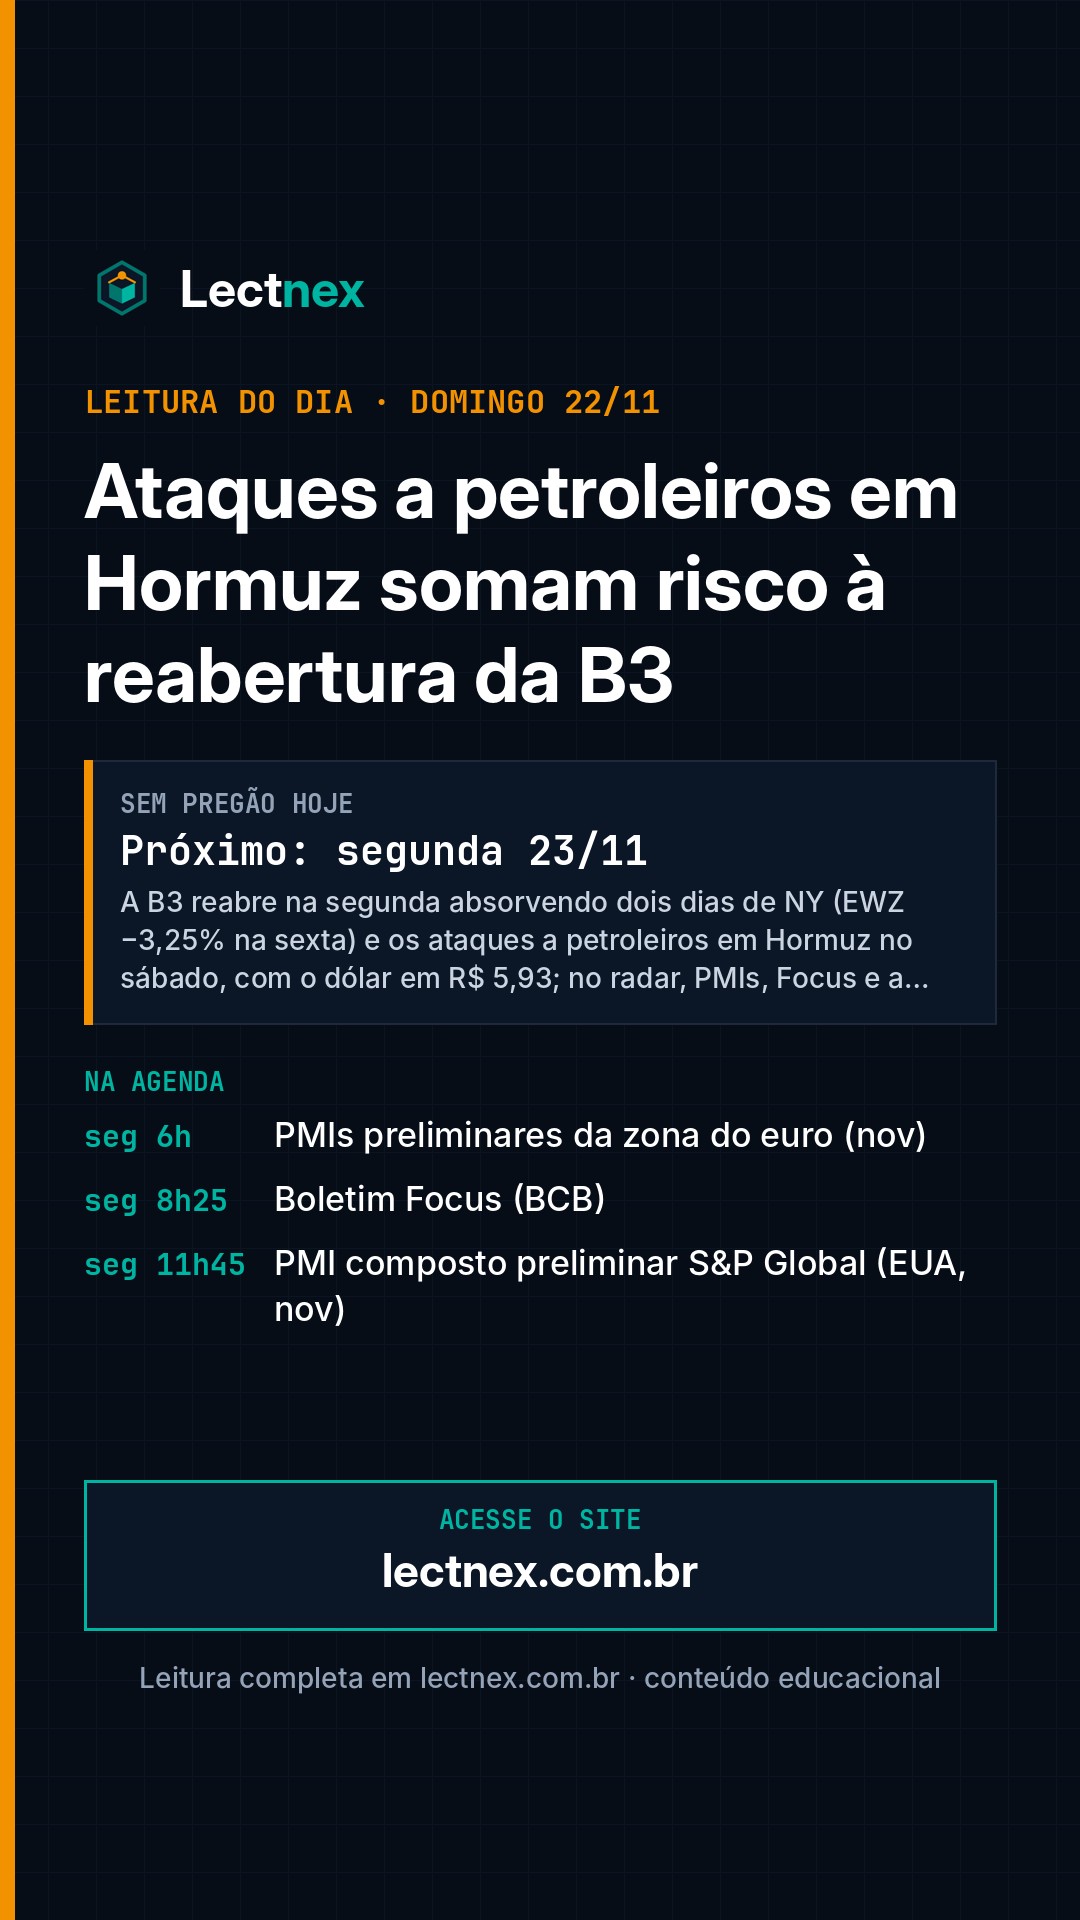 Lectnex
LEITURA DO DIA · DOMINGO 22/11
Ataques a petroleiros em
Hormuz somam risco à
reabertura da B3
SEM PREGÃO HOJE
Próximo: segunda 23/11
A B3 reabre na segunda absorvendo dois dias de NY (EWZ
−3,25% na sexta) e os ataques a petroleiros em Hormuz no
sábado, com o dólar em R$ 5,93; no radar, PMIs, Focus e a…
NA AGENDA
seg 6h PMIs preliminares da zona do euro (nov)
seg 8h25 Boletim Focus (BCB)
seg 11h45 PMI composto preliminar S&P Global (EUA,
nov)
ACESSE O SITE
lectnex.com.br
Leitura completa em lectnex.com.br · conteúdo educacional